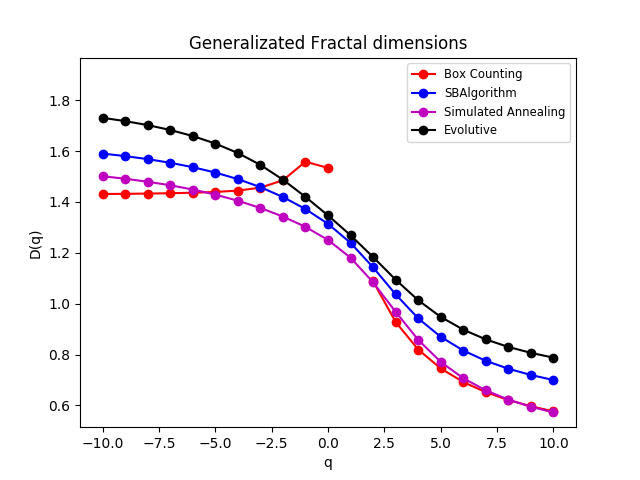 Generalizated Fractal dimensions
Box Counting
SBAlgorithm
Simulated Annealing
Evolutive
D(q)
1.8
1.6
1.4
1.2
1.0
0.8
0.6
−10.0 −7.5 −5.0 −2.5 0.0 2.5 5.0 7.5 10.0
q